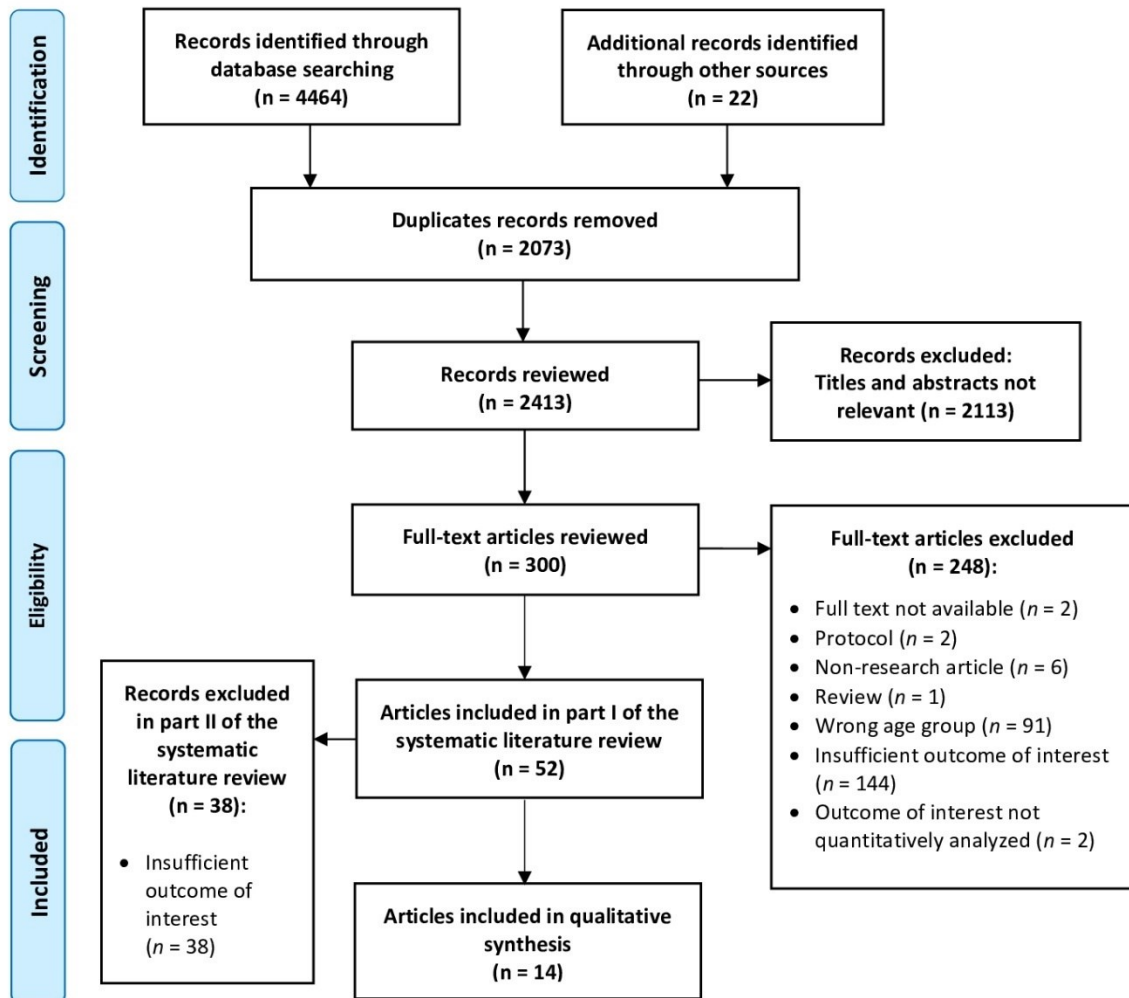 Identification
Records identified through
database searching
(n = 4464)
Additional records identified
through other sources
(n = 22)
Duplicates records removed
(n = 2073)
Screening
Records reviewed
(n = 2413)
Records excluded:
Titles and abstracts not
relevant (n = 2113)
Eligibility
Full-text articles reviewed
(n = 300)
Full-text articles excluded
(n = 248):
• Full text not available (n = 2)
• Protocol (n = 2)
• Non-research article (n = 6)
• Review (n = 1)
• Wrong age group (n = 91)
• Insufficient outcome of interest
(n = 144)
• Outcome of interest not
quantitatively analyzed (n = 2)
Records excluded
in part II of the
systematic
literature review
(n = 38):
• Insufficient
outcome of
interest
(n = 38)
Articles included in part I of the
systematic literature review
(n = 52)
Included
Articles included in qualitative
synthesis
(n = 14)